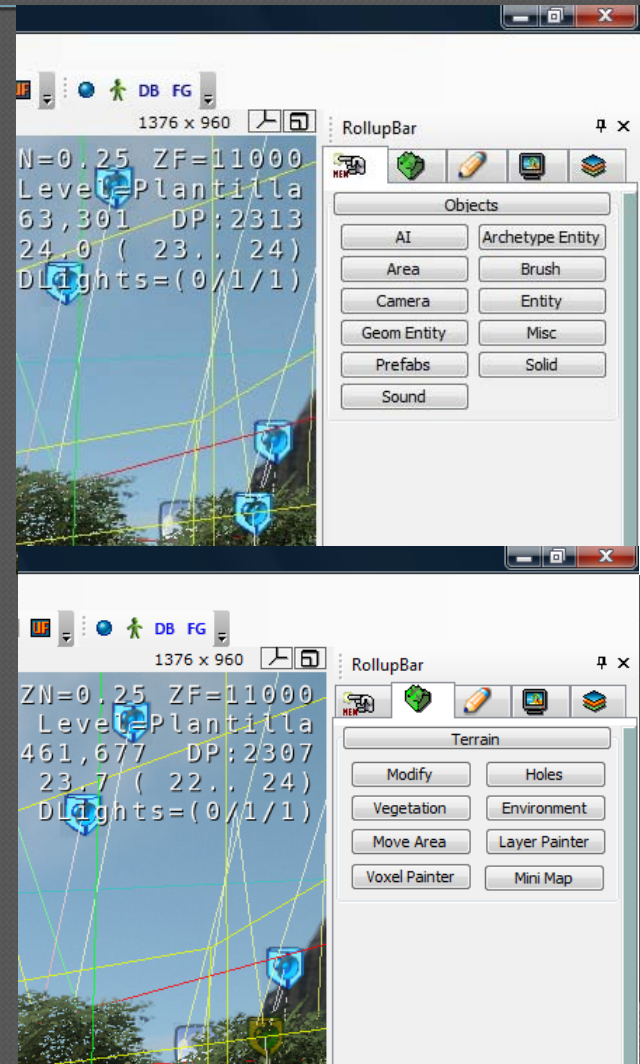 UF DB FG
1376 x 960
RollupBar
N=0.25 ZF=11000
Level=Plantilla
63,301 DP:2313
24.0 ( 23.. 24)
DLights=(0/1/1)
NEW
Objects
AI Archetype Entity
Area Brush
Camera Entity
Geom Entity Misc
Prefabs Solid
Sound
UF DB FG
1376 x 960
RollupBar
ZN=0.25 ZF=11000
Level=Plantilla
461,677 DP:2307
23.7 ( 22.. 24)
DLights=(0/1/1)
NEW
Terrain
Modify Holes
Vegetation Environment
Move Area Layer Painter
Voxel Painter Mini Map